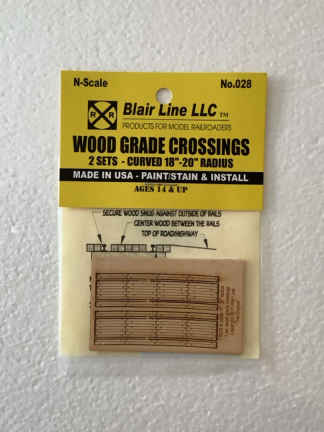 N-Scale No.028
R R
Blair Line LLC TM
PRODUCTS FOR MODEL RAILROADERS
WOOD GRADE CROSSINGS
2 SETS - CURVED 18"-20" RADIUS
MADE IN USA - PAINT/STAIN & INSTALL
AGES 14 & UP
SECURE WOOD SNUG AGAINST OUTSIDE OF RAILS
CENTER WOOD BETWEEN THE RAILS
TOP OF ROAD/HIGHWAY